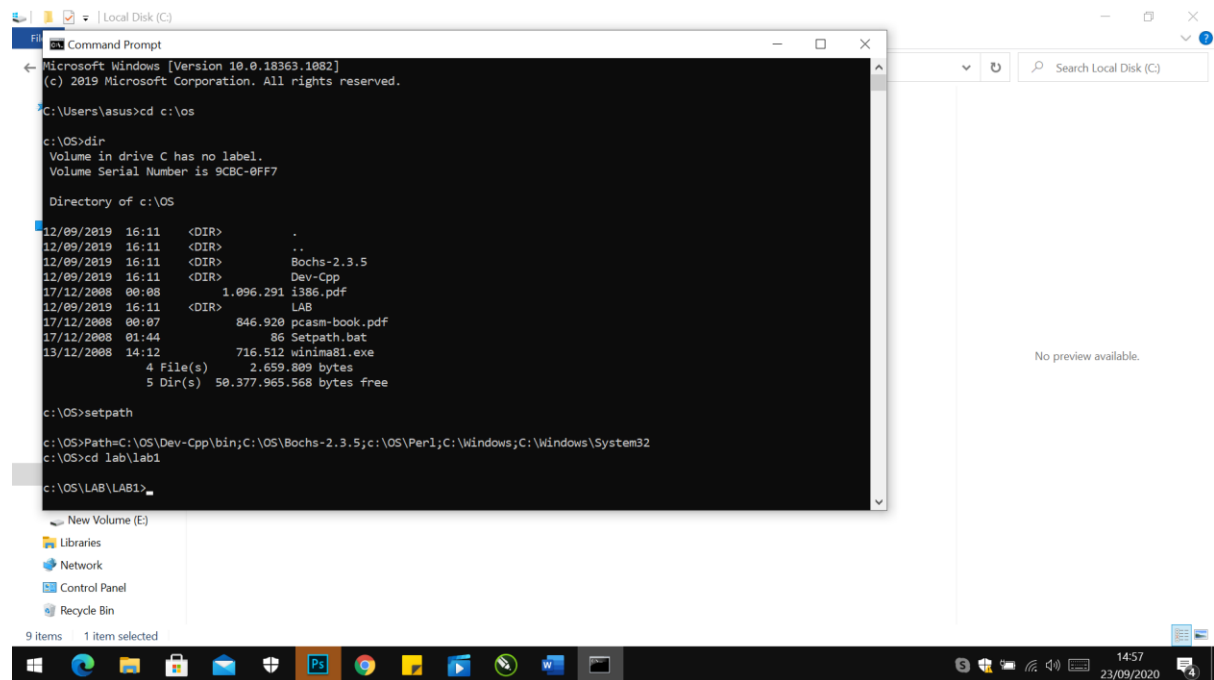 Local Disk (C:)
Fil
Command Prompt
Microsoft Windows [Version 10.0.18363.1082]
(c) 2019 Microsoft Corporation. All rights reserved.
Search Local Disk (C:)
C:\Users\asus>cd c:\os
c:\OS>dir
Volume in drive C has no label.
Volume Serial Number is 9CBC-0FF7
Directory of c:\OS
12/09/2019 16:11 <DIR> .
12/09/2019 16:11 <DIR> ..
12/09/2019 16:11 <DIR> Bochs-2.3.5
12/09/2019 16:11 <DIR> Dev-Cpp
17/12/2008 00:08 1.096.291 i386.pdf
12/09/2019 16:11 <DIR> LAB
17/12/2008 00:07 846.920 pcasm-book.pdf
17/12/2008 01:44 86 Setpath.bat
13/12/2008 14:12 716.512 winima81.exe
4 File(s) 2.659.809 bytes
5 Dir(s) 50.377.965.568 bytes free
No preview available.
c:\OS>setpath
c:\OS>Path=C:\OS\Dev-Cpp\bin;C:\OS\Bochs-2.3.5;c:\OS\Perl;C:\Windows;C:\Windows\System32
c:\OS>cd lab\lab1
c:\OS\LAB\LAB1>
New Volume (E:)
Libraries
Network
Control Panel
Recycle Bin
9 items 1 item selected
Ps
14:57
23/09/2020
4